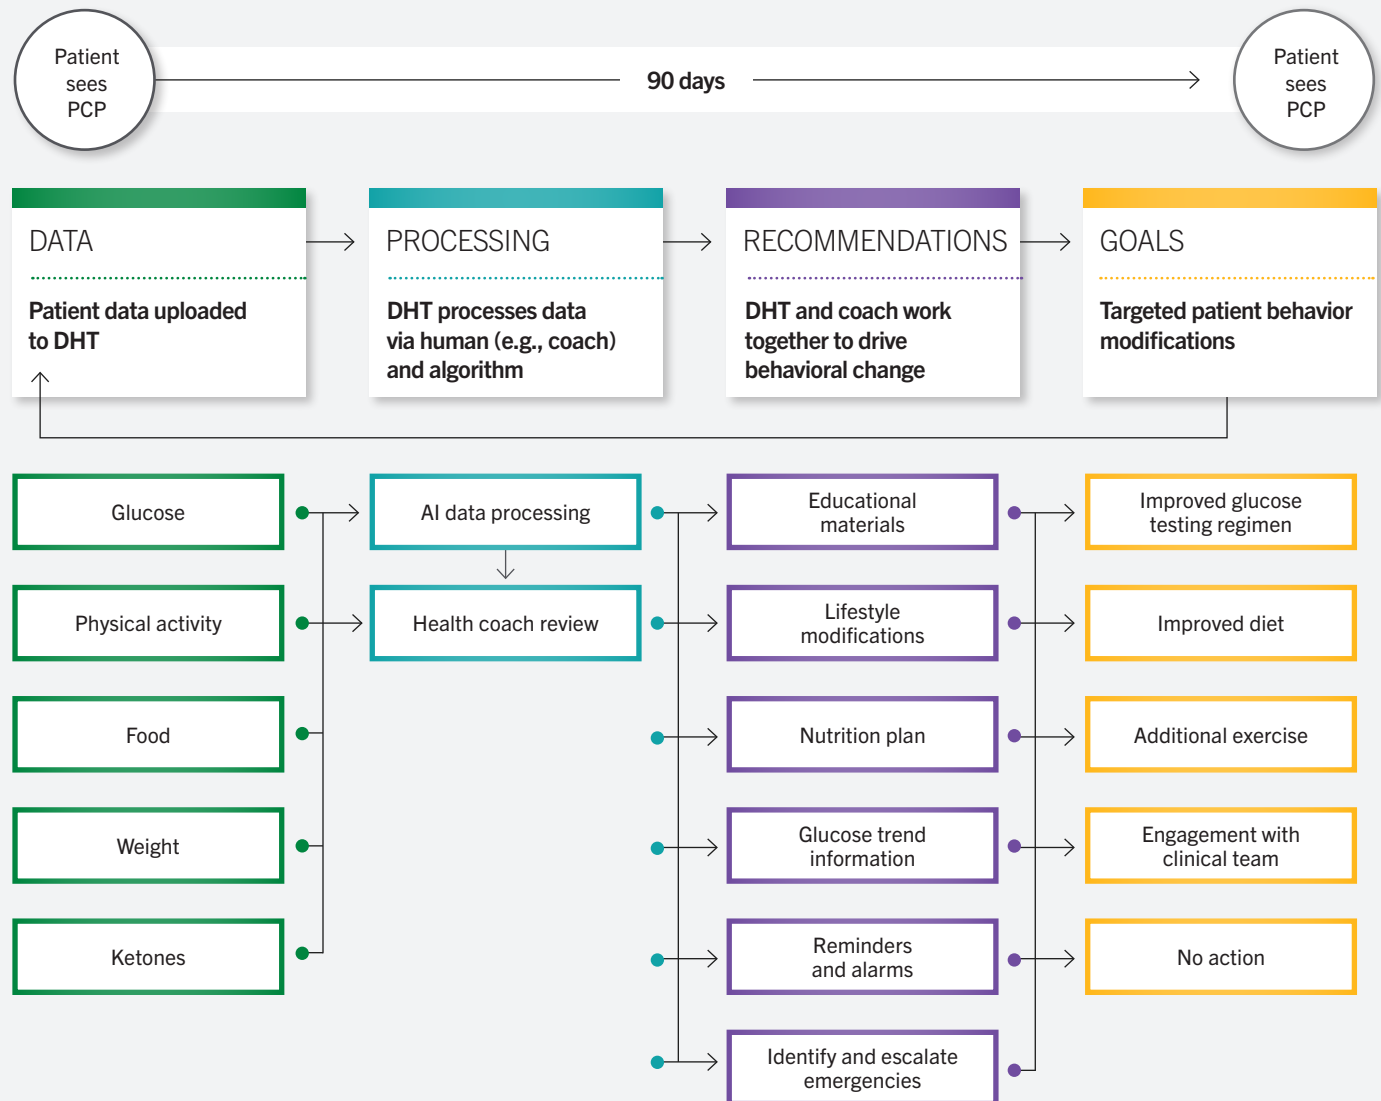 Patient
sees
PCP
90 days
Patient
sees
PCP
DATA
Patient data uploaded
to DHT
PROCESSING
DHT processes data
via human (e.g., coach)
and algorithm
RECOMMENDATIONS
DHT and coach work
together to drive
behavioral change
GOALS
Targeted patient behavior
modifications
Glucose
Physical activity
Food
Weight
Ketones
AI data processing
Health coach review
Educational
materials
Lifestyle
modifications
Nutrition plan
Glucose trend
information
Reminders
and alarms
Identify and escalate
emergencies
Improved glucose
testing regimen
Improved diet
Additional exercise
Engagement with
clinical team
No action